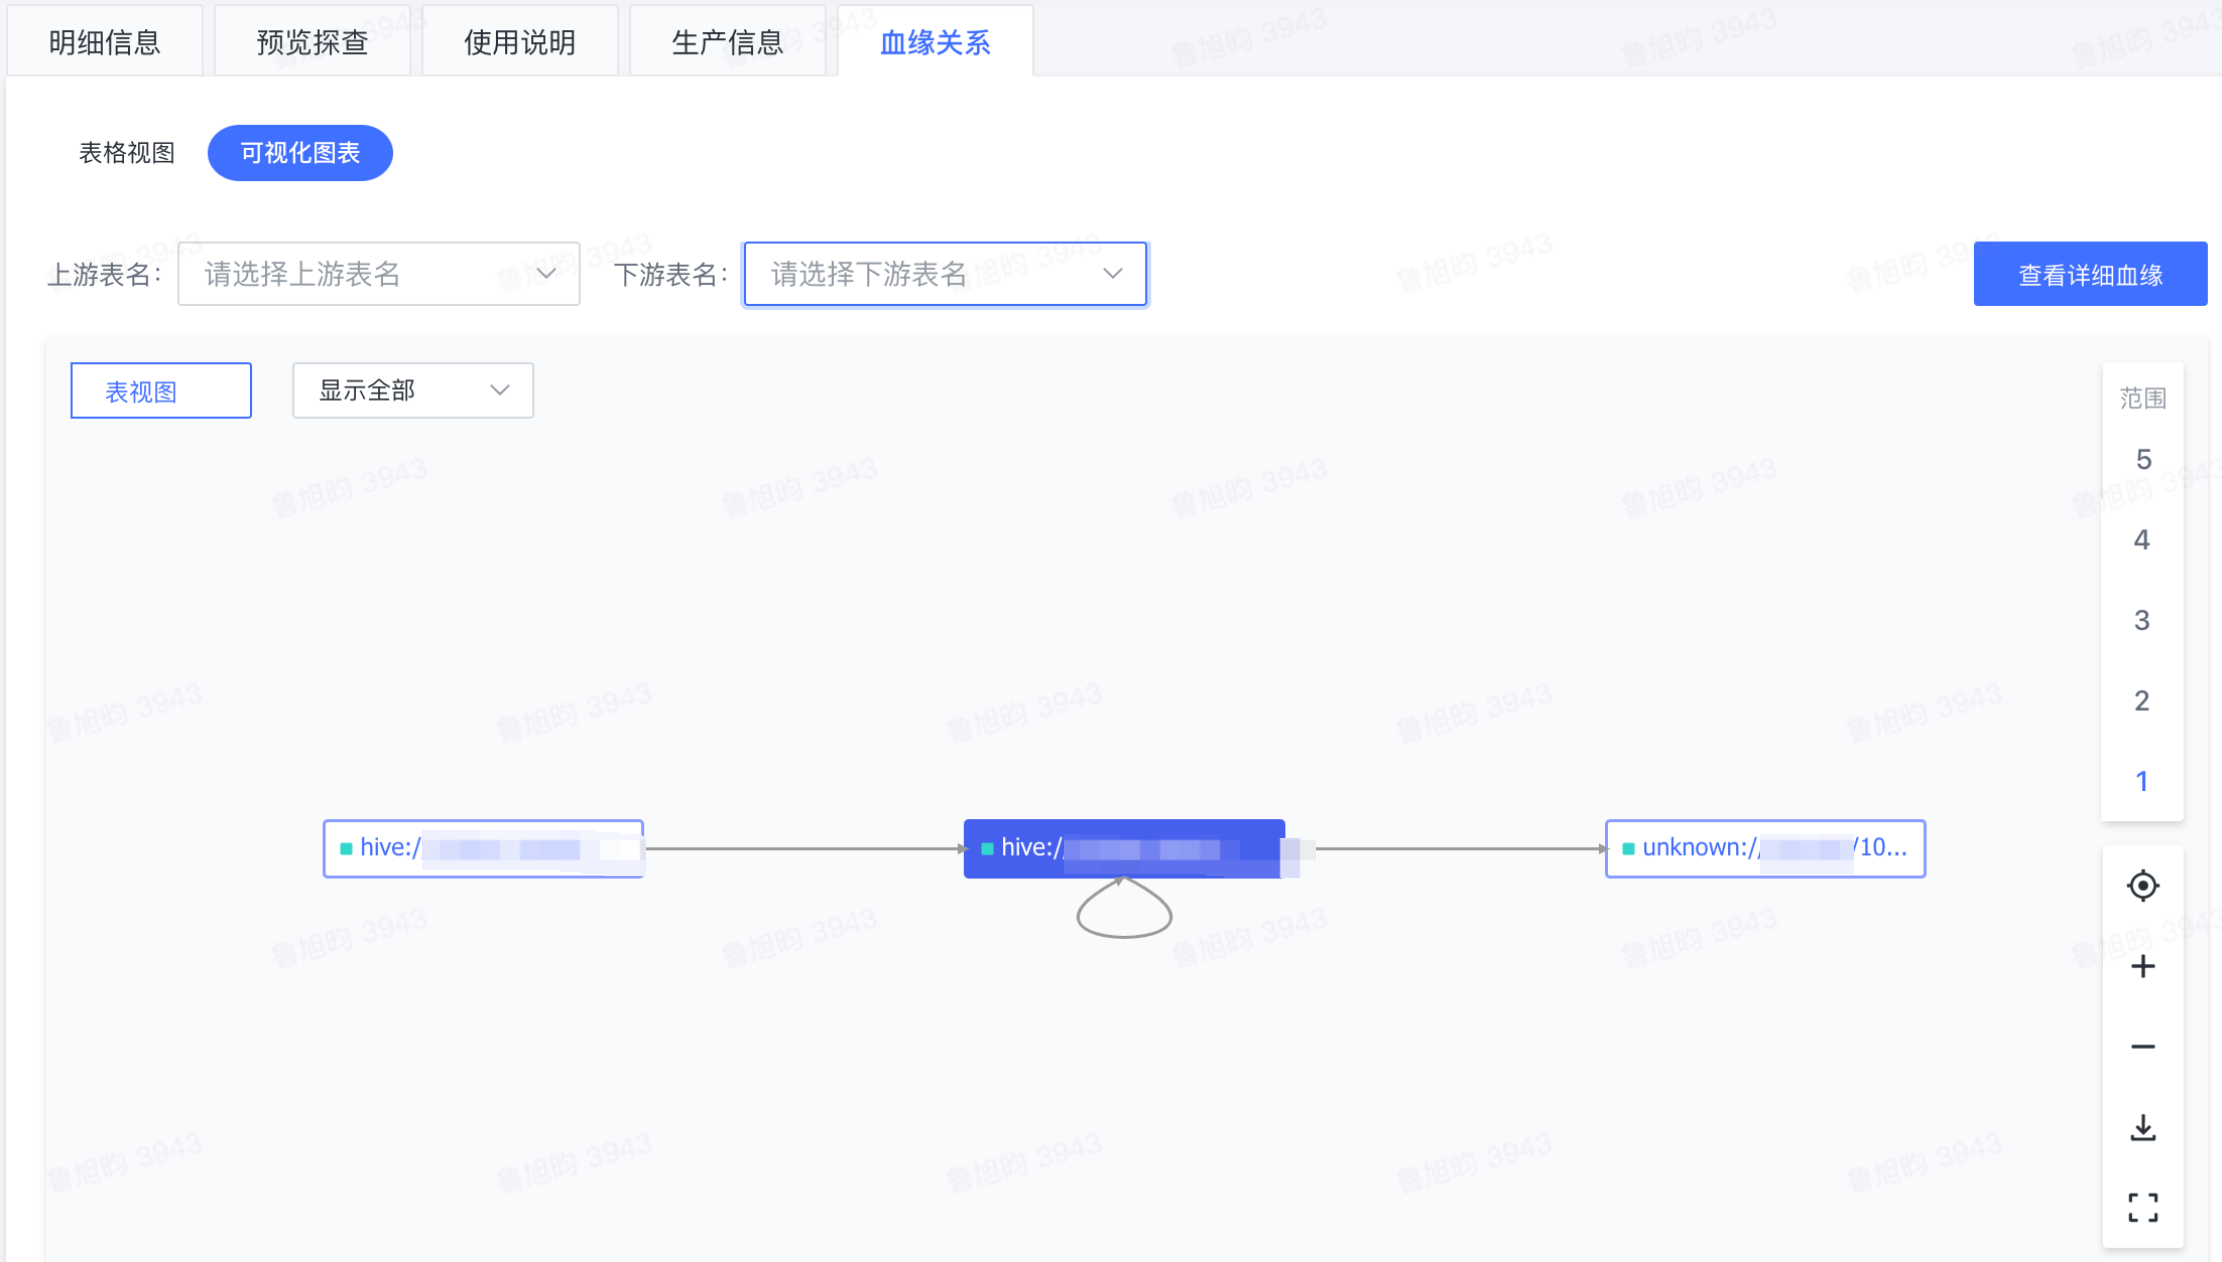 明细信息 预览探查 使用说明 生产信息 血缘关系
表格视图 可视化图表
上游表名: 请选择上游表名 下游表名: 请选择下游表名 查看详细血缘
表视图 显示全部
范围
5
4
3
2
1
hive:/ hive:/ unknown:// /10...
鲁旭昀 3943